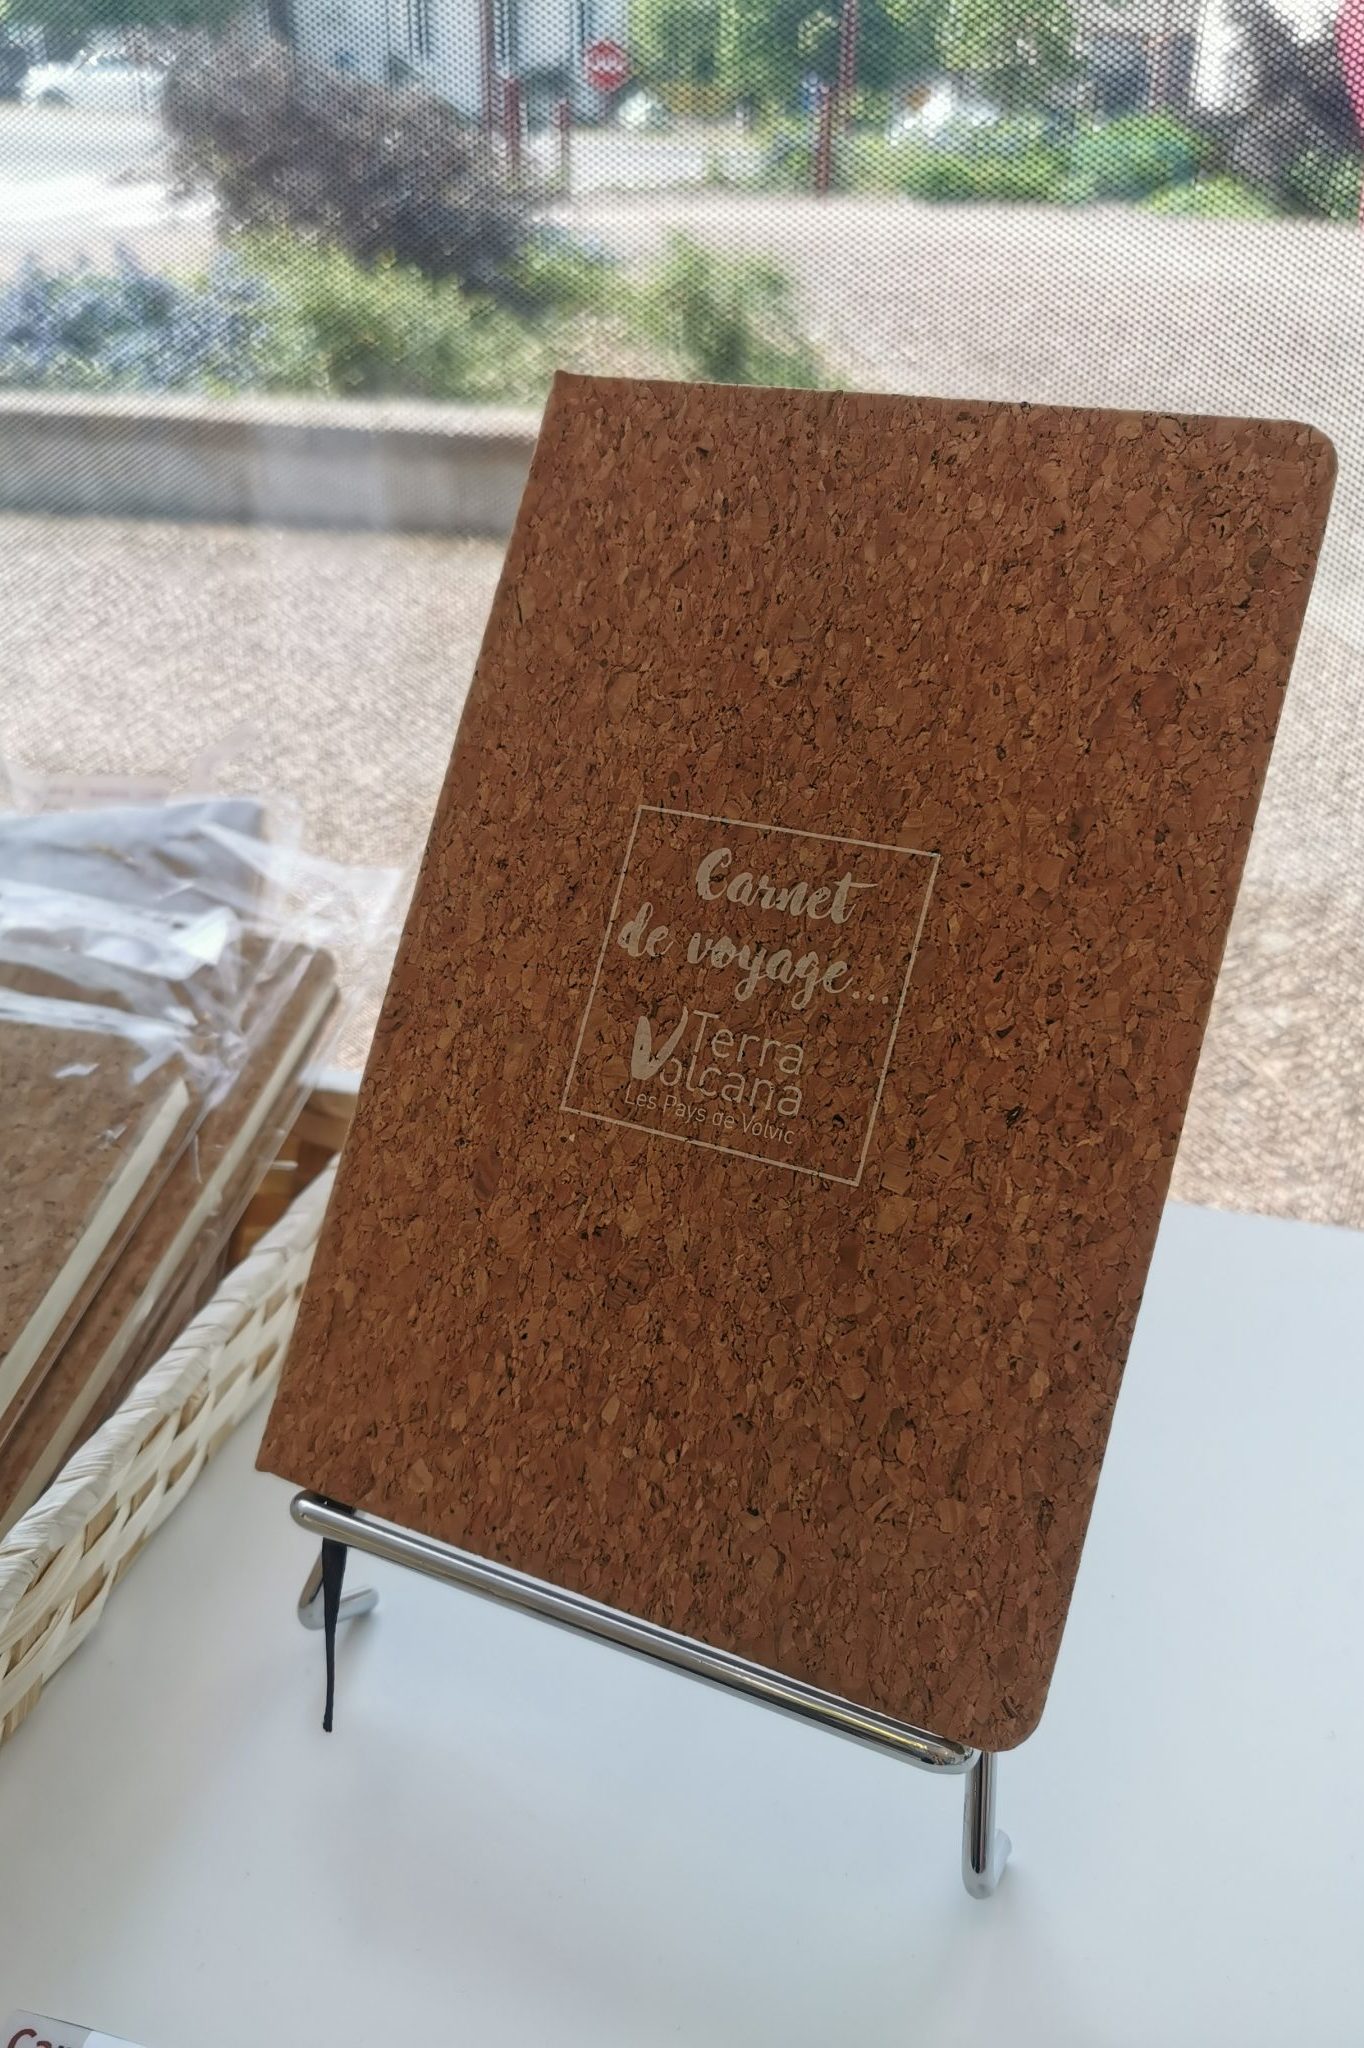 Carnet
de voyage...
Terra
Volcana
Les Pays de Volvic